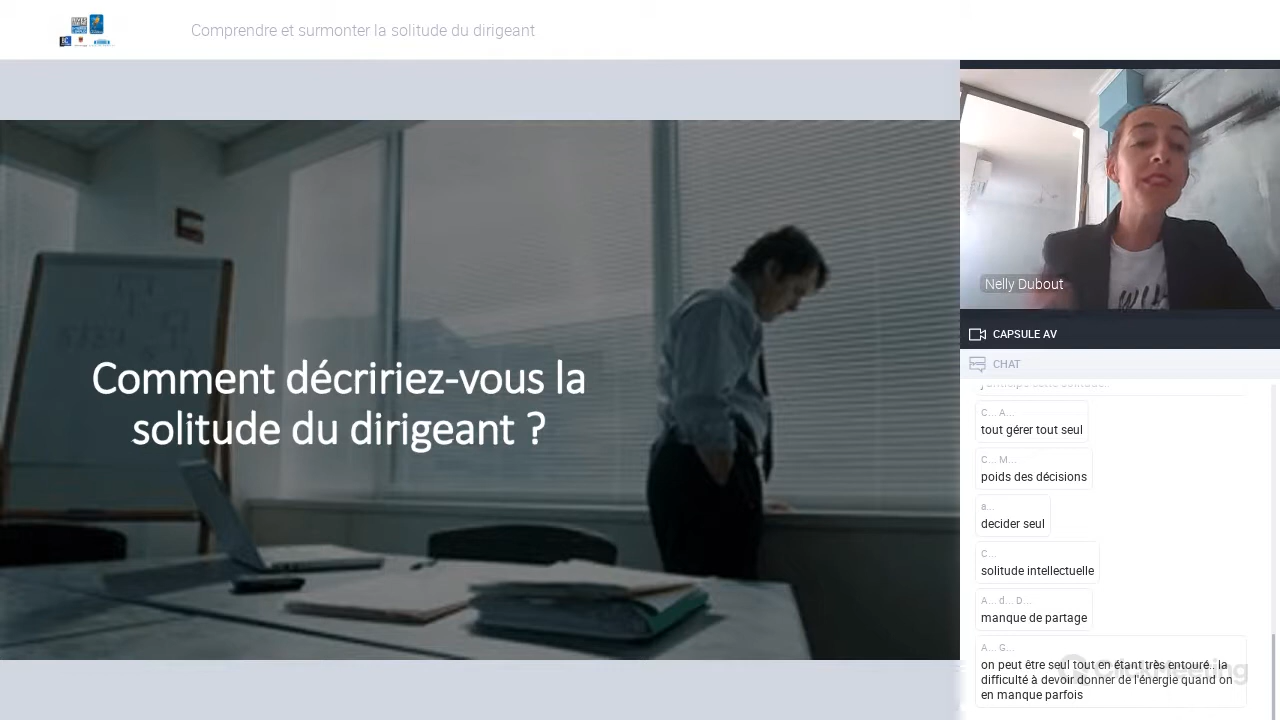 Comprendre et surmonter la solitude du dirigeant
Comment décririez-vous la
solitude du dirigeant ?
Nelly Dubout
CAPSULE AV
CHAT
C... A...
tout gérer tout seul
C... M...
poids des décisions
a...
decider seul
C...
solitude intellectuelle
A... d... D...
manque de partage
A... G...
on peut être seul tout en étant très entouré.. la
difficulté à devoir donner de l'énergie quand on
en manque parfois
ClickMeeting